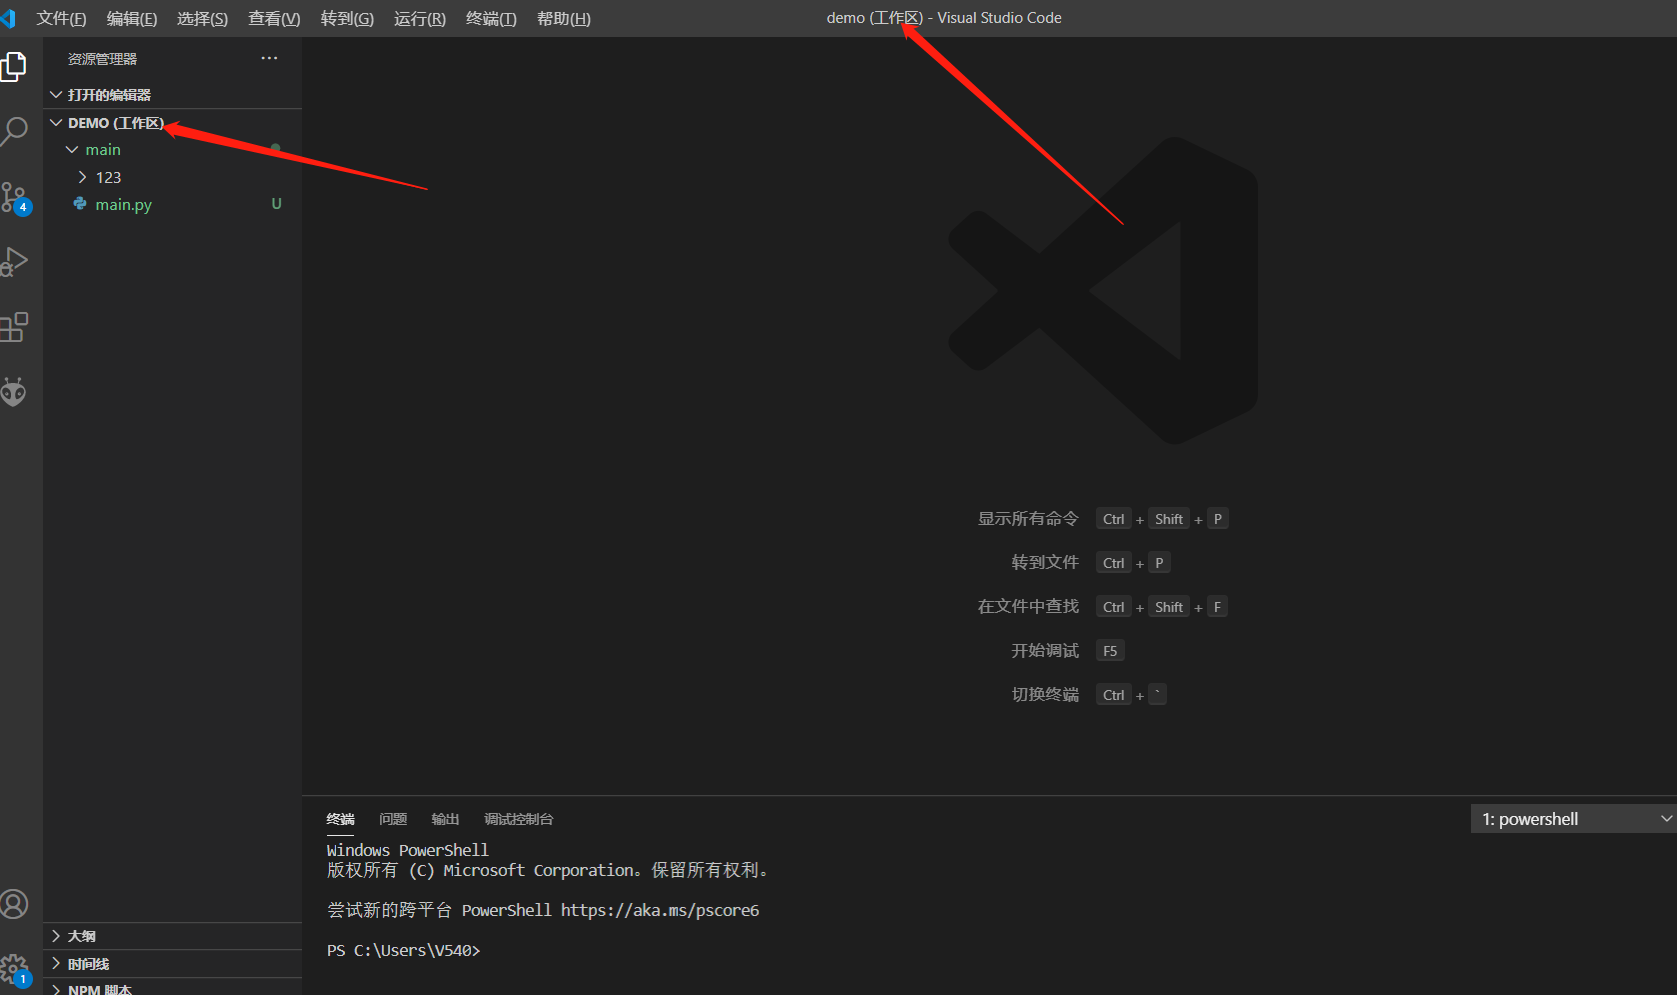 文件(F) 编辑(E) 选择(S) 查看(V) 转到(G) 运行(R) 终端(T) 帮助(H) demo (工作区) - Visual Studio Code
资源管理器 ...
打开的编辑器
DEMO (工作区)
main
123
main.py U
4
显示所有命令 Ctrl + Shift + P
转到文件 Ctrl + P
在文件中查找 Ctrl + Shift + F
开始调试 F5
切换终端 Ctrl + `
终端 问题 输出 调试控制台 1: powershell
Windows PowerShell
版权所有 (C) Microsoft Corporation。保留所有权利。
尝试新的跨平台 PowerShell https://aka.ms/pscore6
PS C:\Users\V540>
大纲
时间线
1
NPM 脚本